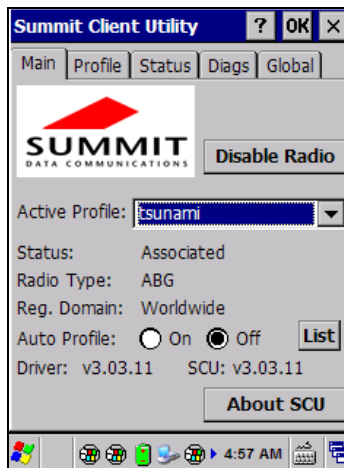 Summit Client Utility ? OK ×
Main Profile Status Diags Global
SUMMIT
DATA COMMUNICATIONS
Disable Radio
Active Profile: tsunami
Status: Associated
Radio Type: ABG
Reg. Domain: Worldwide
Auto Profile: On Off List
Driver: v3.03.11 SCU: v3.03.11
About SCU
4:57 AM